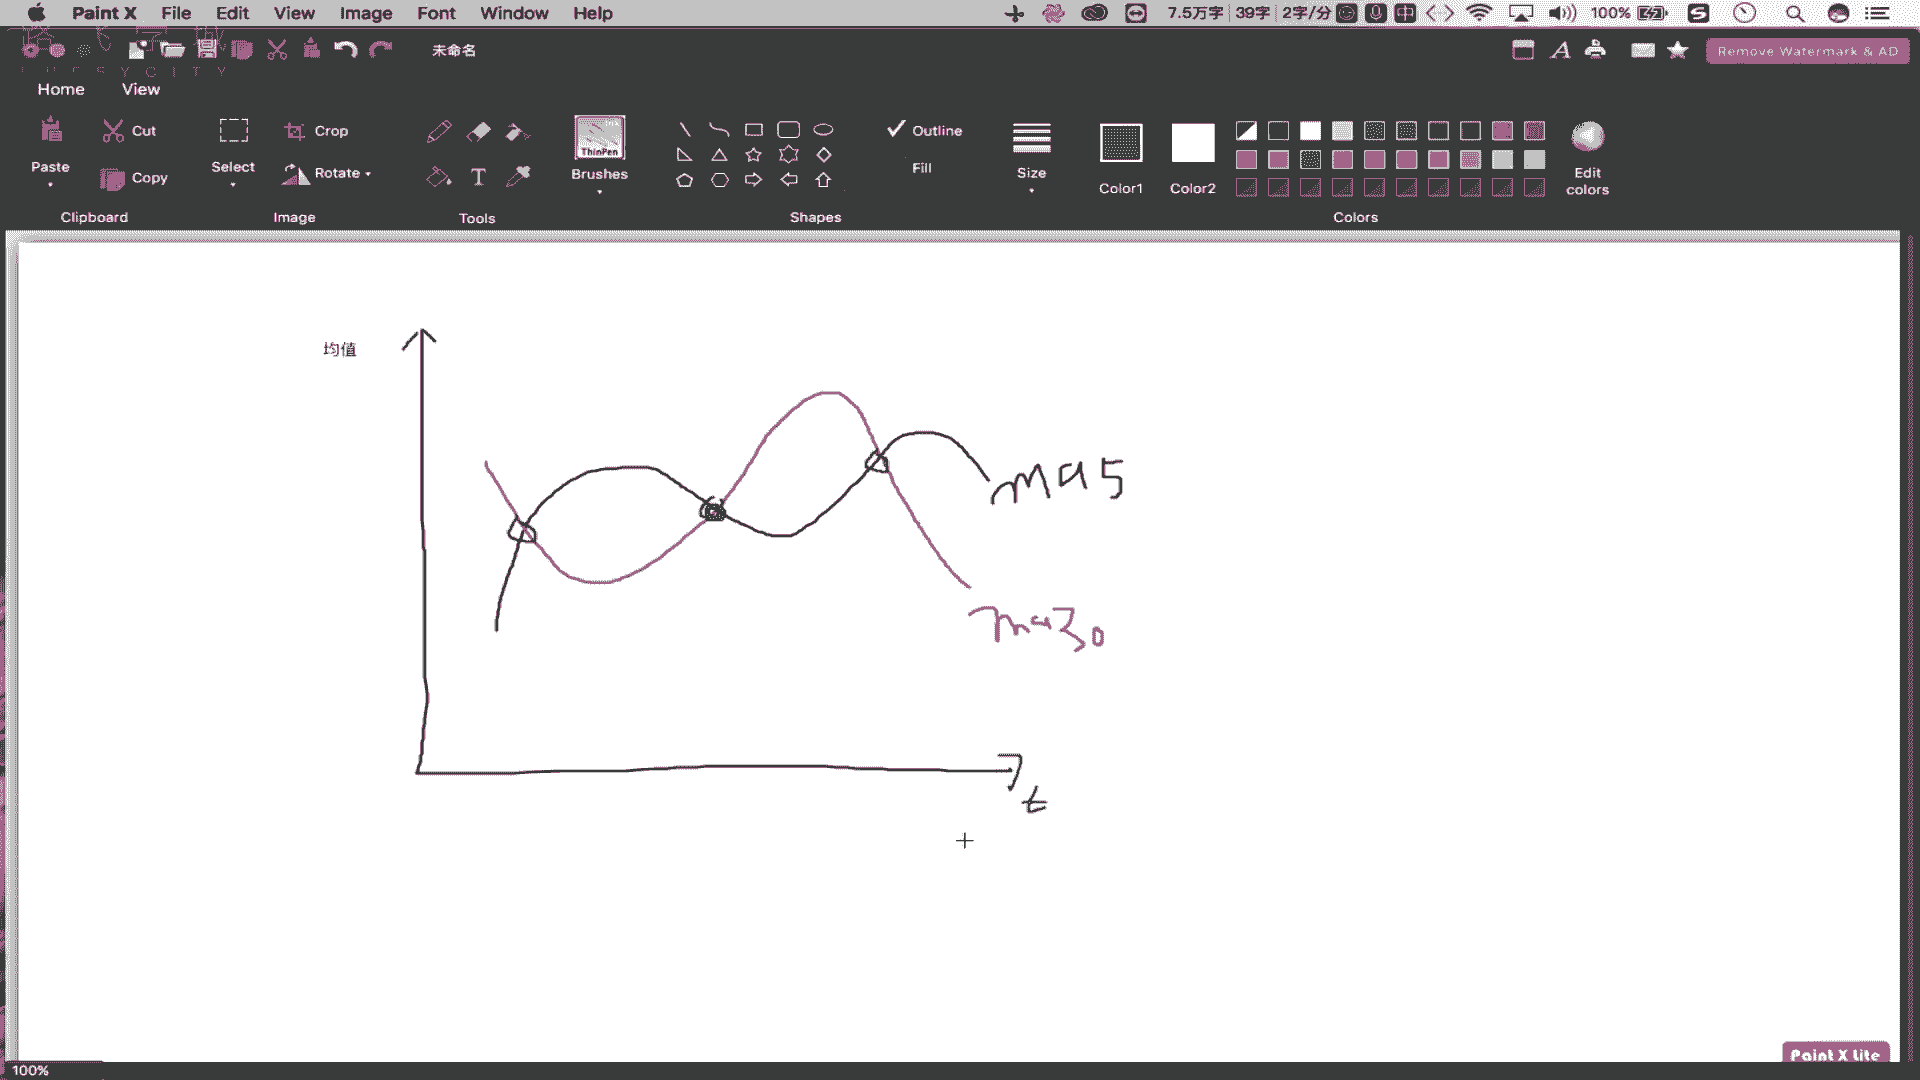 Paint X File Edit View Image Font Window Help 7.5万字 39字 2字/分 中 100%
未命名 Remove Watermark & AD
Home View
Cut Crop ThinPen Outline
Paste Select Brushes Fill Size
Copy Rotate Color1 Color2 Edit colors
Clipboard Image Tools Shapes Colors
均值
ma5
ma30
t
Paint X Lite
100%